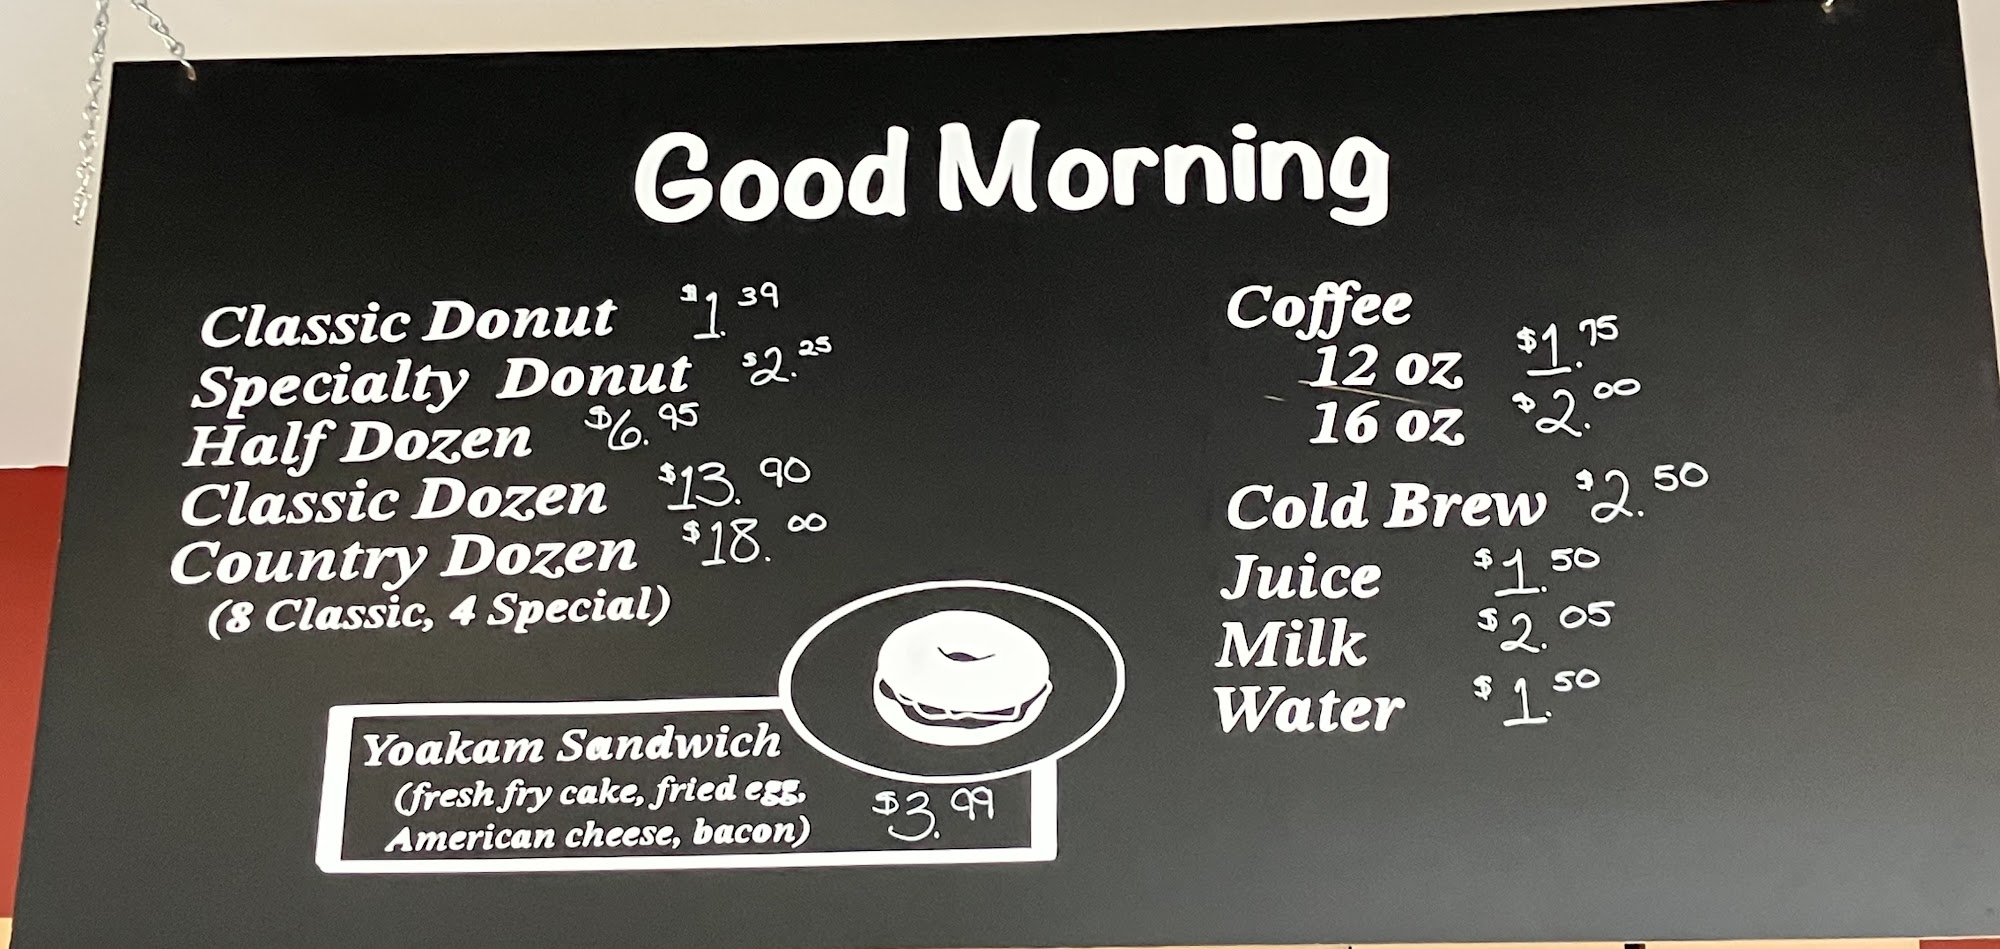 Good Morning
Classic Donut $1.39
Specialty Donut $2.25
Half Dozen $6.95
Classic Dozen $13.90
Country Dozen $18.00
(8 Classic, 4 Special)
Yoakam Sandwich
(fresh fry cake, fried egg,
American cheese, bacon) $3.99
Coffee
12 oz $1.75
16 oz $2.00
Cold Brew $2.50
Juice $1.50
Milk $2.05
Water $1.50